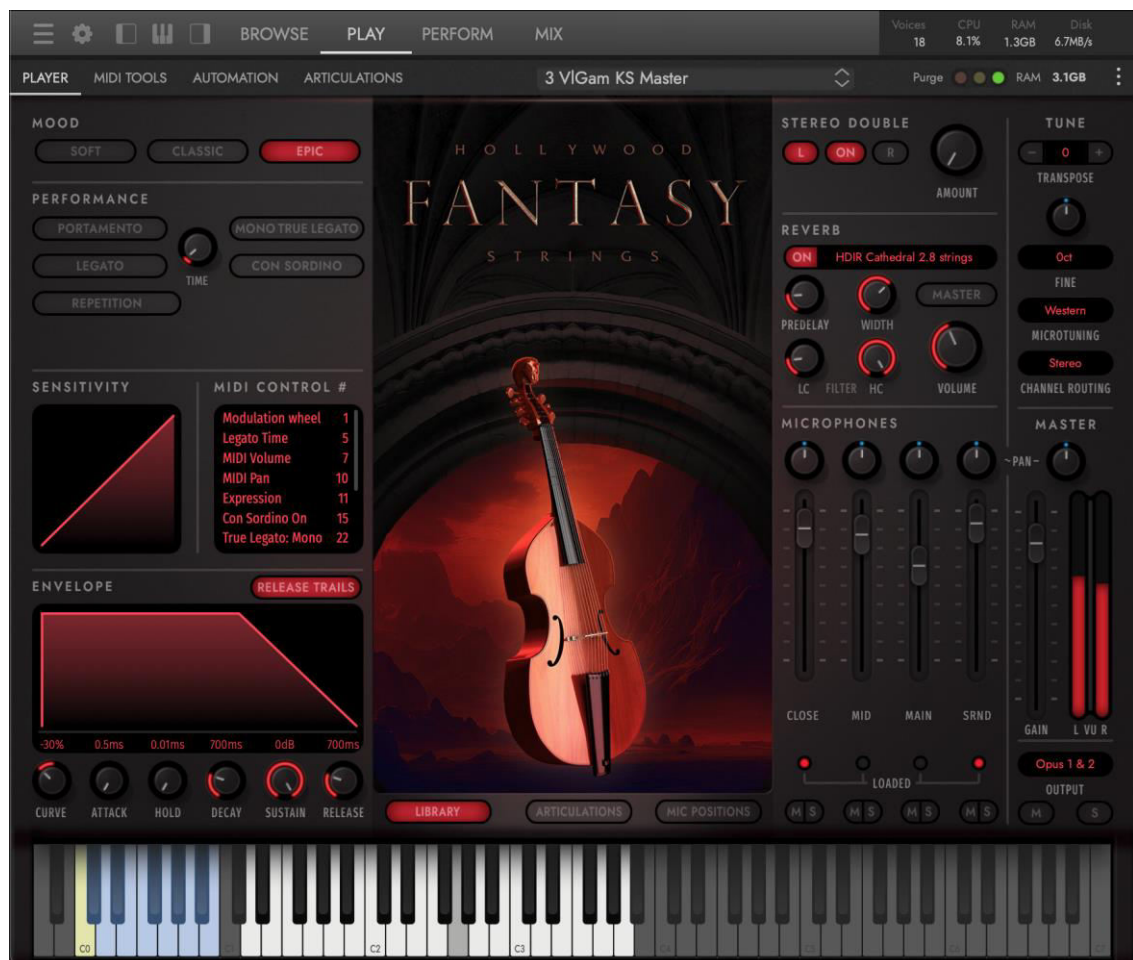 BROWSE PLAY PERFORM MIX
Voices CPU RAM Disk
18 8.1% 1.3GB 6.7MB/s
PLAYER MIDI TOOLS AUTOMATION ARTICULATIONS 3 VlGam KS Master Purge RAM 3.1GB
MOOD
SOFT CLASSIC EPIC
PERFORMANCE
PORTAMENTO MONO TRUE LEGATO
LEGATO CON SORDINO
TIME
REPETITION
SENSITIVITY
MIDI CONTROL #
Modulation wheel 1
Legato Time 5
MIDI Volume 7
MIDI Pan 10
Expression 11
Con Sordino On 15
True Legato: Mono 22
ENVELOPE RELEASE TRAILS
-30% 0.5ms 0.01ms 700ms 0dB 700ms
CURVE ATTACK HOLD DECAY SUSTAIN RELEASE
HOLLYWOOD
FANTASY
STRINGS
LIBRARY ARTICULATIONS MIC POSITIONS
STEREO DOUBLE
L ON R
AMOUNT
REVERB
ON HDIR Cathedral 2.8 strings
MASTER
PREDELAY WIDTH
LC FILTER HC VOLUME
MICROPHONES
CLOSE MID MAIN SRND
LOADED
M S M S M S M S
TUNE
- 0 +
TRANSPOSE
Oct
FINE
Western
MICROTUNING
Stereo
CHANNEL ROUTING
MASTER
~PAN-
GAIN L VU R
Opus 1 & 2
OUTPUT
M S
C0 C1 C2 C3 C4 C5 C6 C7